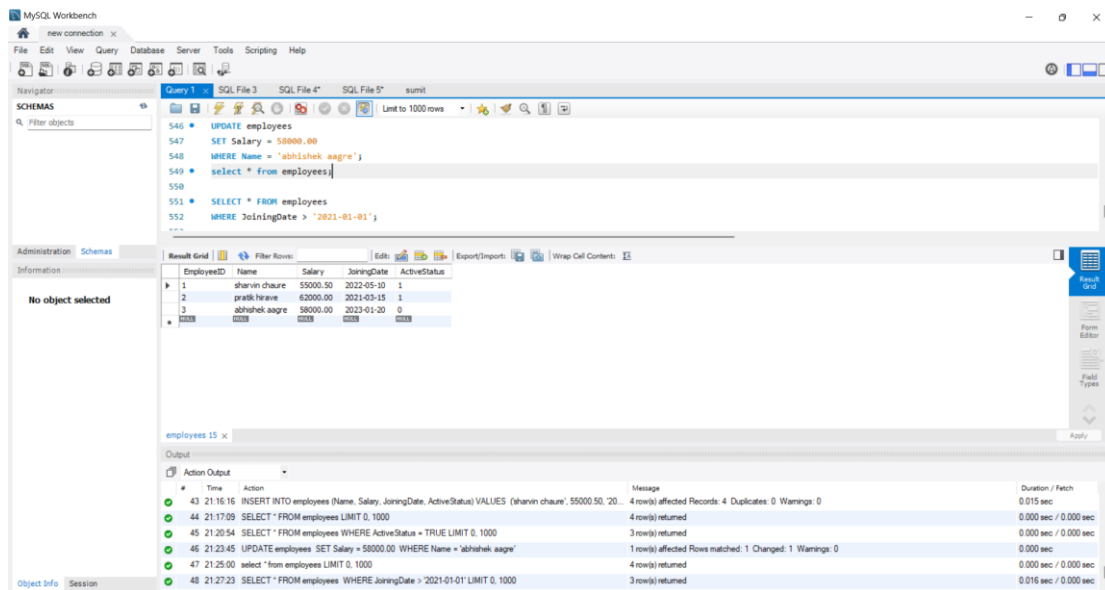 MySQL Workbench
new connection ×
File Edit View Query Database Server Tools Scripting Help
Navigator
SCHEMAS
Filter objects
Query 1 × SQL File 3 SQL File 4* SQL File 5* sumit
Limit to 1000 rows
546 UPDATE employees
547 SET Salary = 58000.00
548 WHERE Name = 'abhishek aagre';
549 select * from employees;
550
551 SELECT * FROM employees
552 WHERE JoiningDate > '2021-01-01';
Administration Schemas
Information
No object selected
Result Grid Filter Rows: Edit: Export/Import: Wrap Cell Content:
EmployeeID Name Salary JoiningDate ActiveStatus
1 sharvin chaure 55000.50 2022-05-10 1
2 pratik hirave 62000.00 2021-03-15 1
3 abhishek aagre 58000.00 2023-01-20 0
NULL NULL NULL NULL NULL
Result Grid
Form Editor
Field Types
employees 15 ×
Apply
Output
Action Output
# Time Action Message Duration / Fetch
43 21:16:16 INSERT INTO employees (Name, Salary, JoiningDate, ActiveStatus) VALUES ('sharvin chaure', 55000.50, '20... 4 row(s) affected Records: 4 Duplicates: 0 Warnings: 0 0.015 sec
44 21:17:09 SELECT * FROM employees LIMIT 0, 1000 4 row(s) returned 0.000 sec / 0.000 sec
45 21:20:54 SELECT * FROM employees WHERE ActiveStatus = TRUE LIMIT 0, 1000 3 row(s) returned 0.000 sec / 0.000 sec
46 21:23:45 UPDATE employees SET Salary = 58000.00 WHERE Name = 'abhishek aagre' 1 row(s) affected Rows matched: 1 Changed: 1 Warnings: 0 0.000 sec
47 21:25:00 select * from employees LIMIT 0, 1000 4 row(s) returned 0.000 sec / 0.000 sec
48 21:27:23 SELECT * FROM employees WHERE JoiningDate > '2021-01-01' LIMIT 0, 1000 3 row(s) returned 0.016 sec / 0.000 sec
Object Info Session